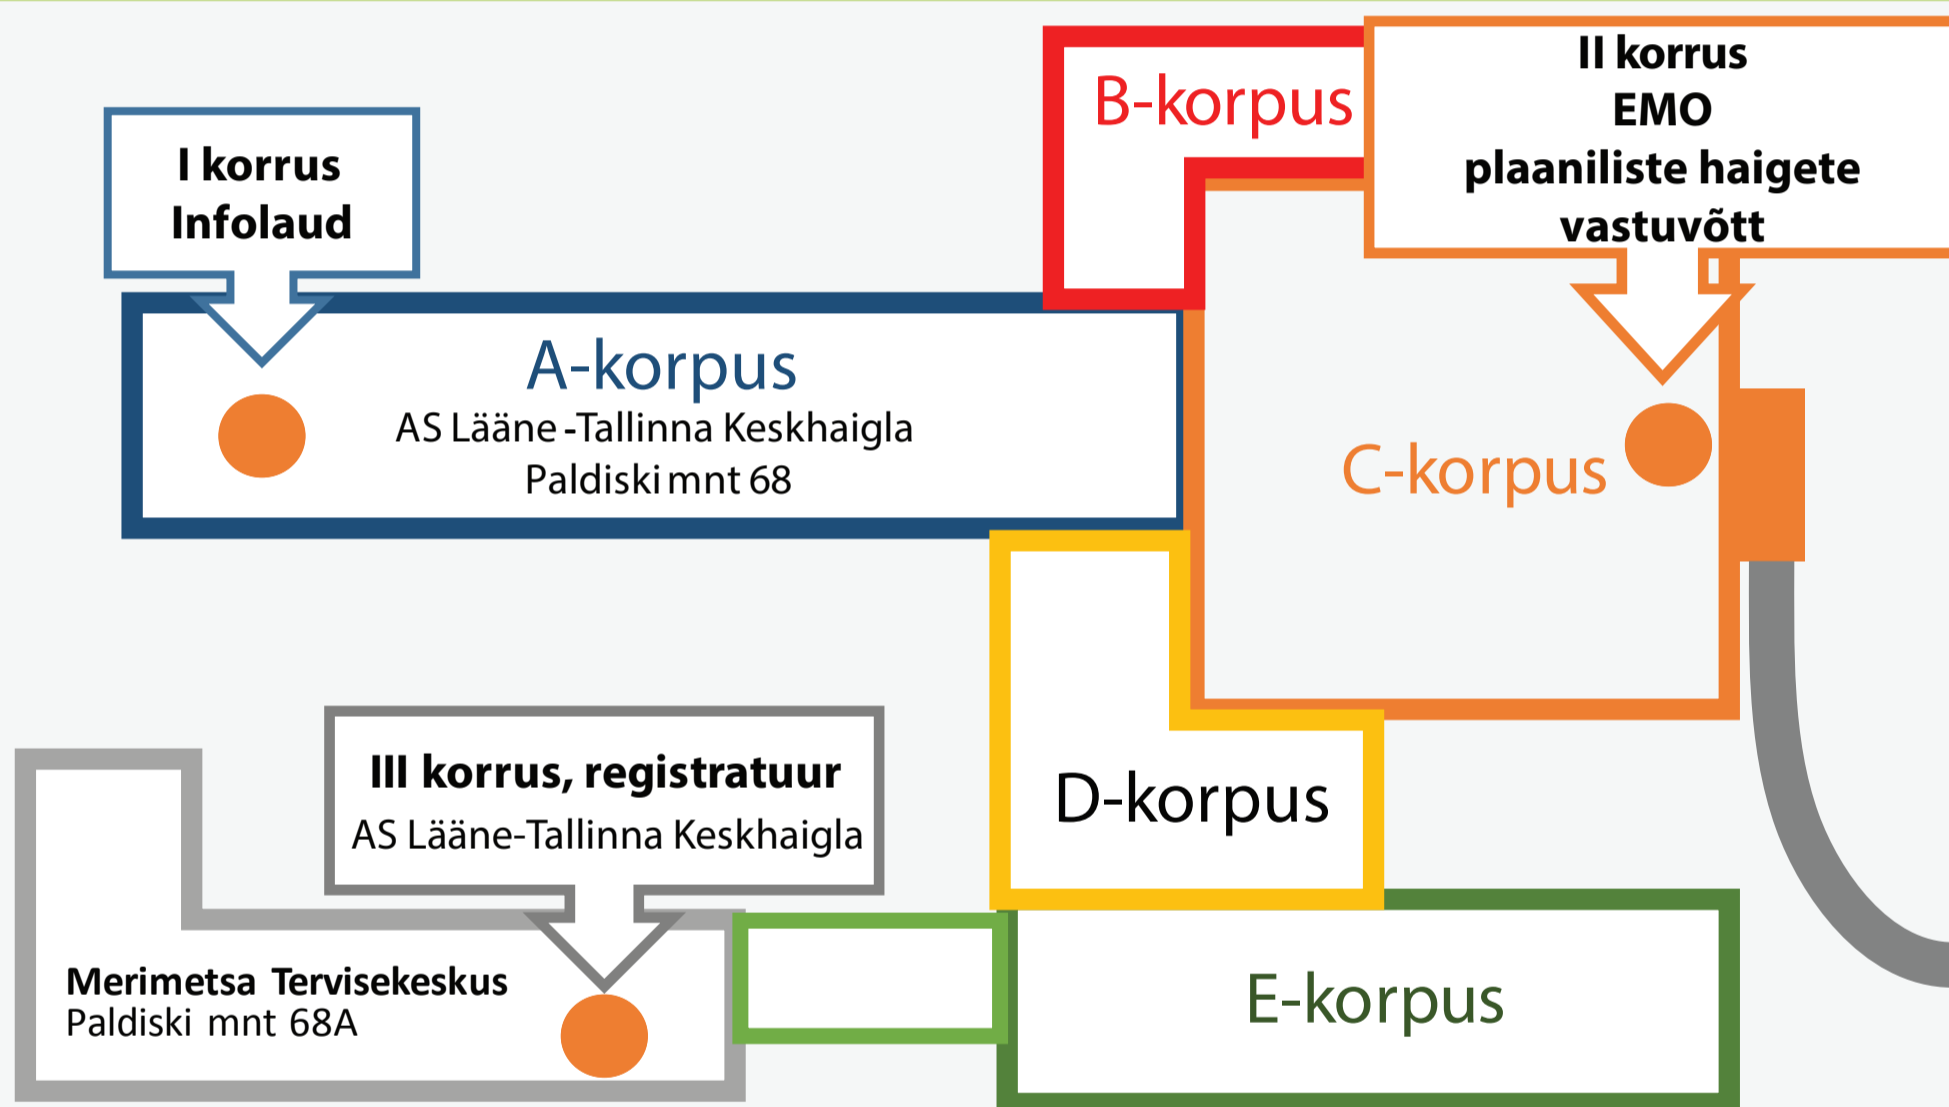 B-korpus
II korrus
EMO
plaaniliste haigete
vastuvõtt
I korrus
Infolaud
A-korpus
AS Lääne-Tallinna Keskhaigla
Paldiski mnt 68
C-korpus
III korrus, registratuur
AS Lääne-Tallinna Keskhaigla
D-korpus
Merimetsa Tervisekeskus
Paldiski mnt 68A
E-korpus